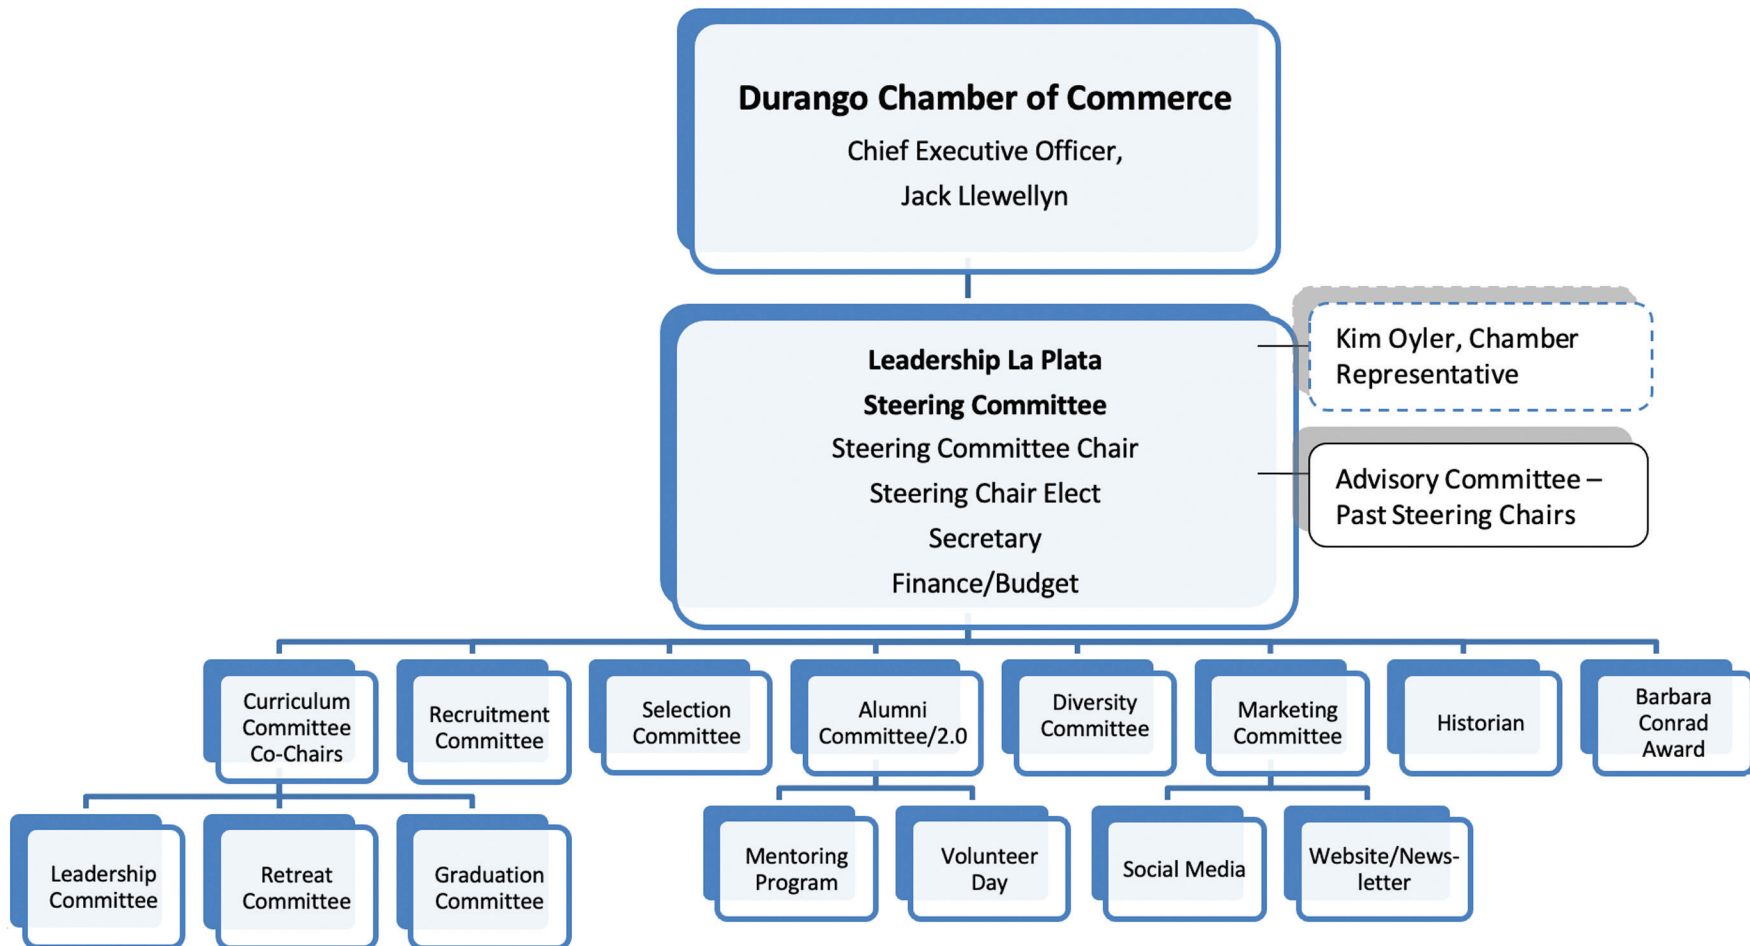 Durango Chamber of Commerce
Chief Executive Officer,
Jack Llewellyn
Leadership La Plata
Steering Committee
Steering Committee Chair
Steering Chair Elect
Secretary
Finance/Budget
Kim Oyler, Chamber
Representative
Advisory Committee –
Past Steering Chairs
Curriculum
Committee
Co-Chairs
Recruitment
Committee
Selection
Committee
Alumni
Committee/2.0
Diversity
Committee
Marketing
Committee
Historian
Barbara
Conrad
Award
Leadership
Committee
Retreat
Committee
Graduation
Committee
Mentoring
Program
Volunteer
Day
Social Media
Website/News-
letter